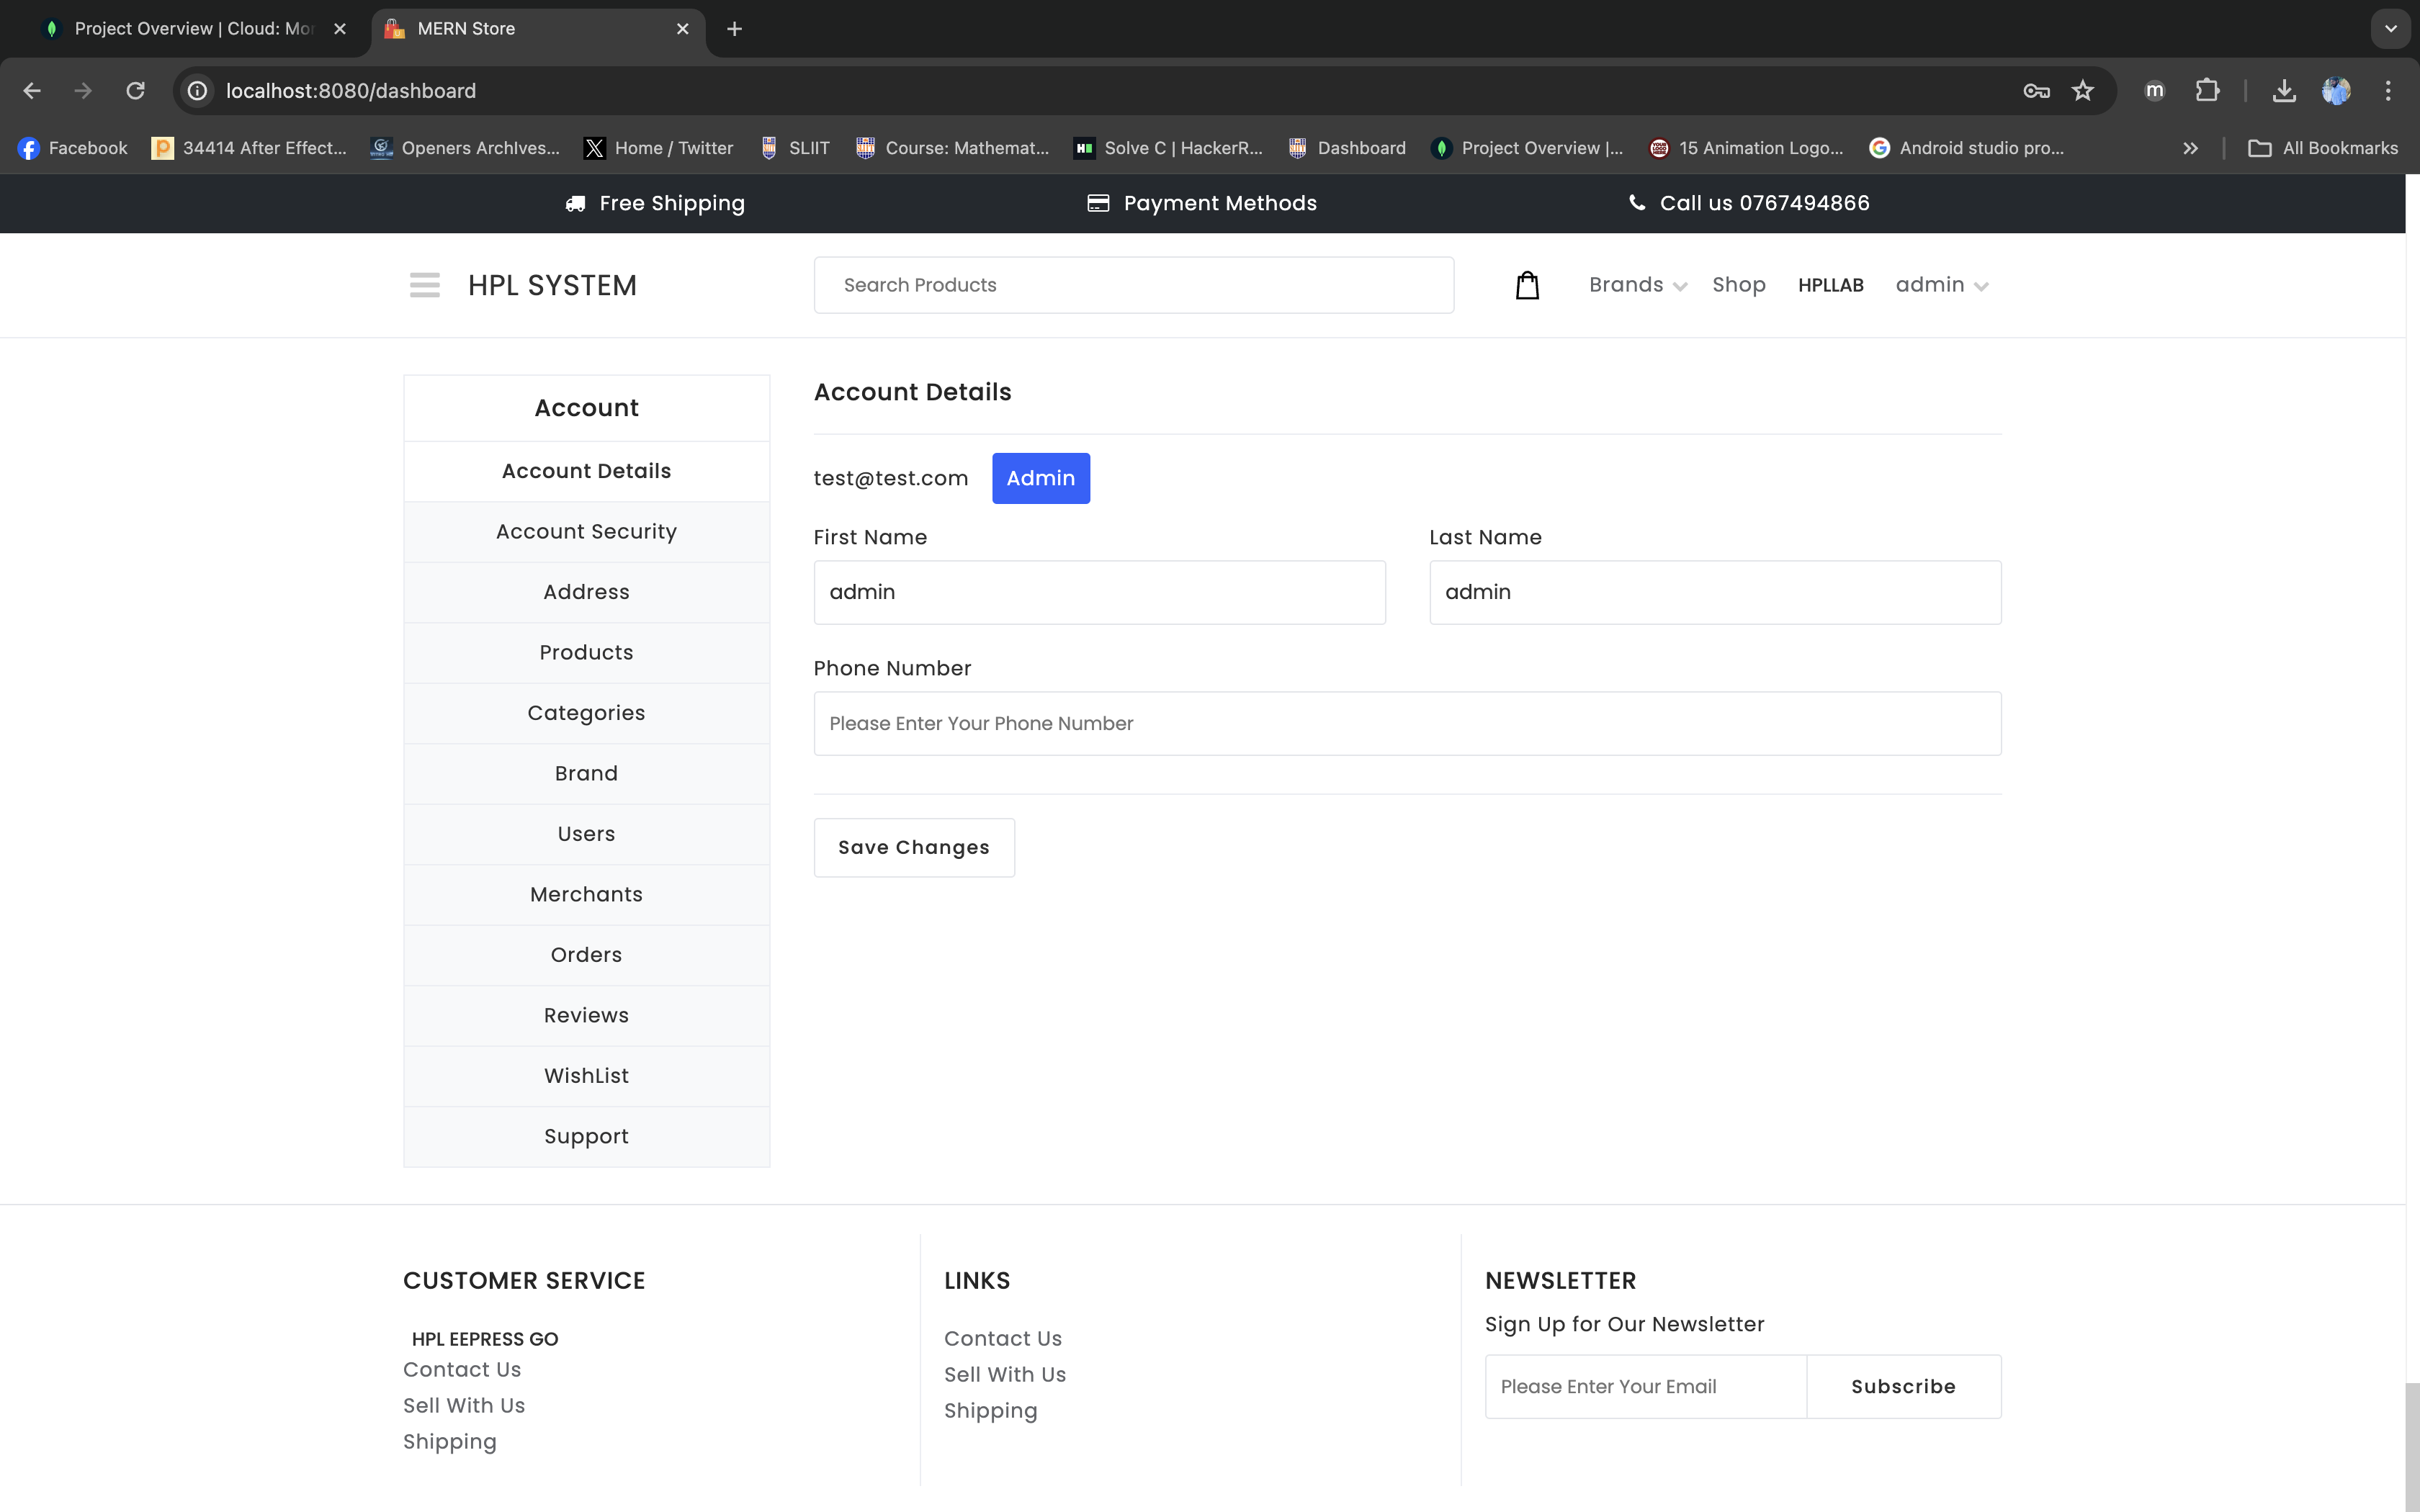 Project Overview | Cloud: Mor
MERN Store
localhost:8080/dashboard
m
Facebook
34414 After Effect...
Openers Archives...
Home / Twitter
SLIIT
Course: Mathemat...
Solve C | HackerR...
Dashboard
Project Overview |...
15 Animation Logo...
Android studio pro...
All Bookmarks
Free Shipping
Payment Methods
Call us 0767494866
HPL SYSTEM
Search Products
Brands
Shop
HPLLAB
admin
Account
Account Details
Account Security
Address
Products
Categories
Brand
Users
Merchants
Orders
Reviews
WishList
Support
Account Details
test@test.com
Admin
First Name
Last Name
admin
admin
Phone Number
Please Enter Your Phone Number
Save Changes
CUSTOMER SERVICE
HPL EEPRESS GO
Contact Us
Sell With Us
Shipping
LINKS
Contact Us
Sell With Us
Shipping
NEWSLETTER
Sign Up for Our Newsletter
Please Enter Your Email
Subscribe